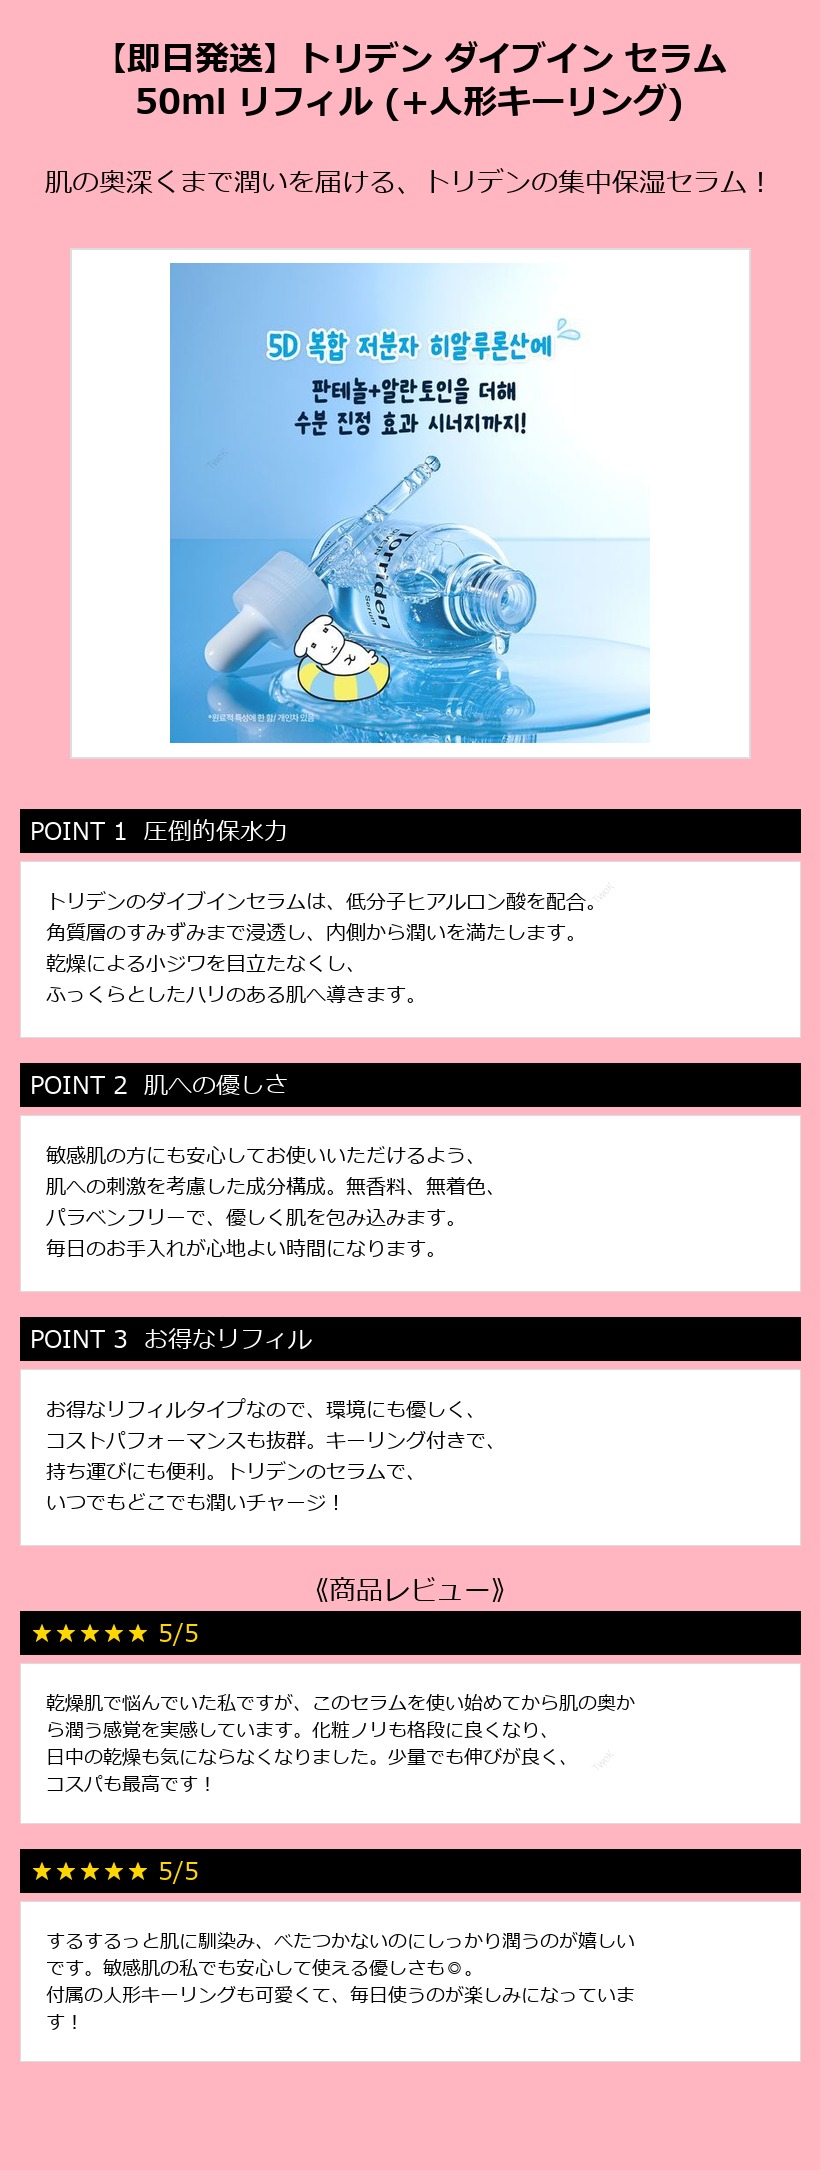 【即日発送】トリデン ダイブイン セラム
50ml リフィル (+人形キーリング)
肌の奥深くまで潤いを届ける、トリデンの集中保湿セラム！
5D 복합 저분자 히알루론산에
판테놀+알란토인을 더해
수분 진정 효과 시너지까지!
Torriden
DIVE IN
Serum
*원료적 특성에 한 함/ 개인차 있음
POINT 1 圧倒的保水力
トリデンのダイブインセラムは、低分子ヒアルロン酸を配合。
角質層のすみずみまで浸透し、内側から潤いを満たします。
乾燥による小ジワを目立たなくし、
ふっくらとしたハリのある肌へ導きます。
POINT 2 肌への優しさ
敏感肌の方にも安心してお使いいただけるよう、
肌への刺激を考慮した成分構成。無香料、無着色、
パラベンフリーで、優しく肌を包み込みます。
毎日のお手入れが心地よい時間になります。
POINT 3 お得なリフィル
お得なリフィルタイプなので、環境にも優しく、
コストパフォーマンスも抜群。キーリング付きで、
持ち運びにも便利。トリデンのセラムで、
いつでもどこでも潤いチャージ！
《商品レビュー》
★★★★★ 5/5
乾燥肌で悩んでいた私ですが、このセラムを使い始めてから肌の奥か
ら潤う感覚を実感しています。化粧ノリも格段に良くなり、
日中の乾燥も気にならなくなりました。少量でも伸びが良く、
コスパも最高です！
★★★★★ 5/5
するするっと肌に馴染み、べたつかないのにしっかり潤うのが嬉しい
です。敏感肌の私でも安心して使える優しさも◎。
付属の人形キーリングも可愛くて、毎日使うのが楽しみになっていま
す！